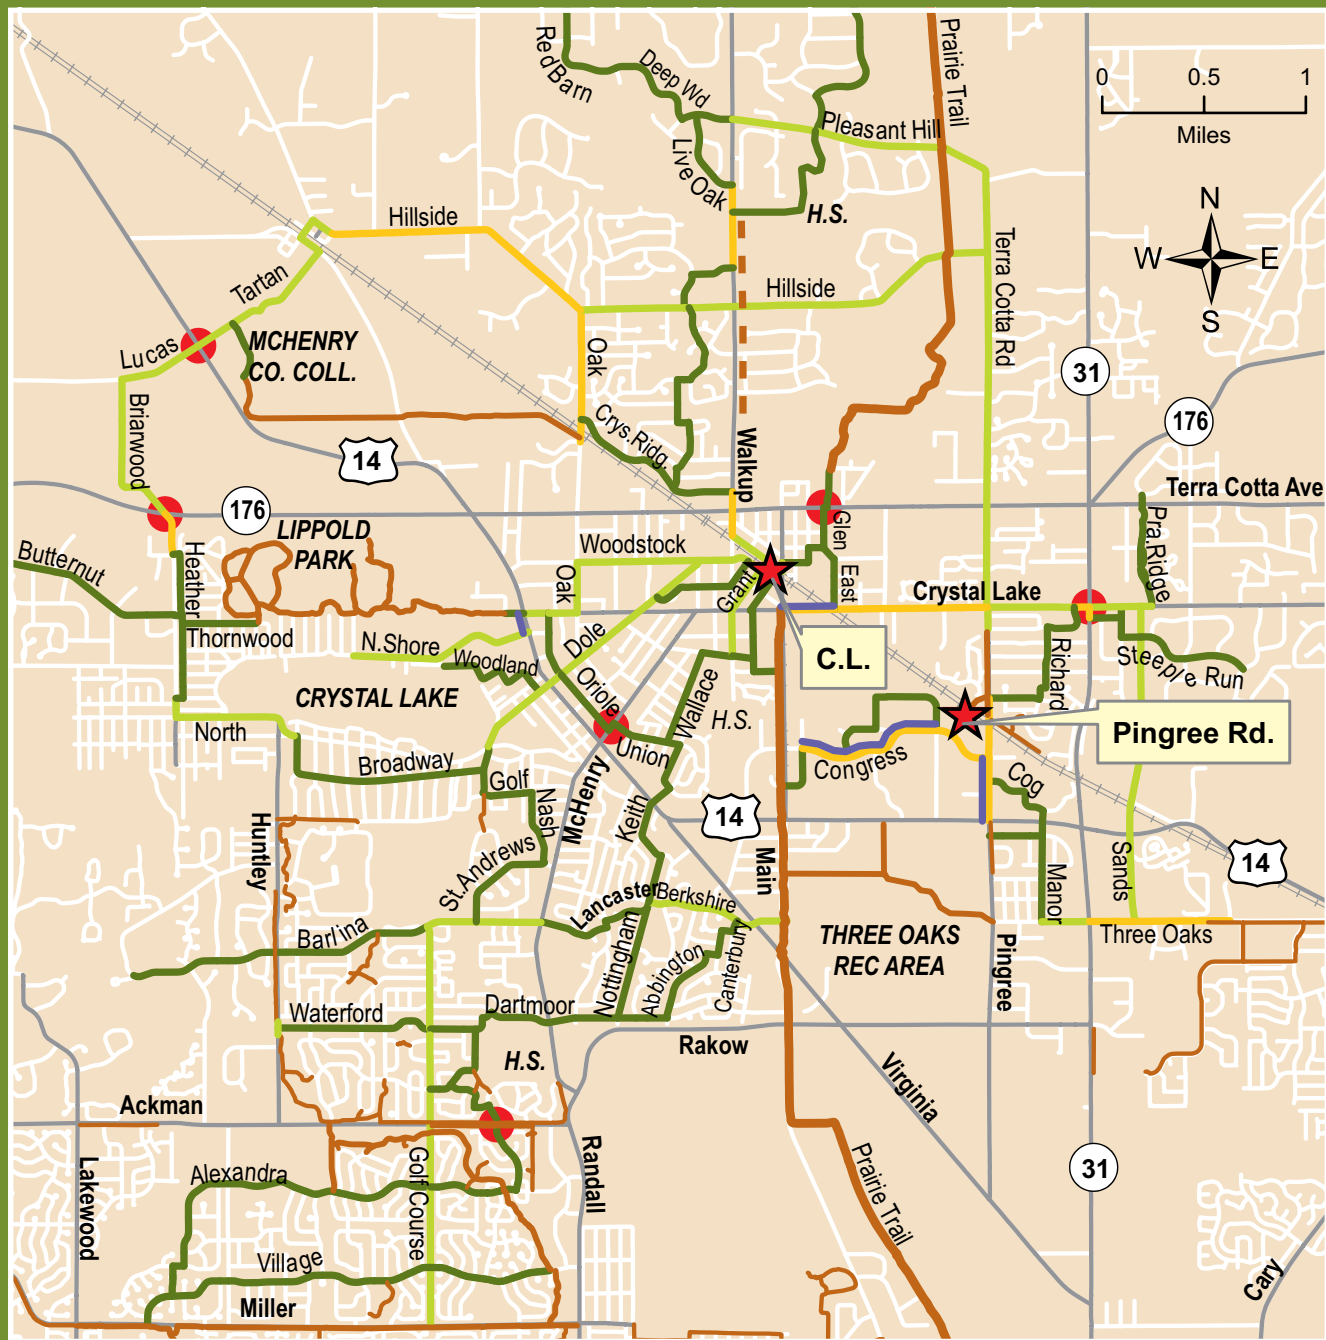 RedBarn
Deep Wd
Prairie Trail
0 0.5 1
Miles
Pleasant Hill
Live Oak
H.S.
N
W E
S
Hillside
Tartan
Hillside
Terra Cotta Rd
Lucas
MCHENRY
CO. COLL.
Oak
31
Briarwood
Crys.Ridg.
Walkup
176
14
Terra Cotta Ave
176
LIPPOLD
PARK
Glen
Pra.Ridge
Butternut
Heather
Woodstock
Oak
Grant
East
Crystal Lake
Thornwood
N.Shore
Dole
C.L.
Richard
Steeple Run
Woodland
CRYSTAL LAKE
Oriole
Wallace
H.S.
North
Union
Pingree Rd.
Broadway
Golf
Congress
Cog
Nash
McHenry
Keith
14
Huntley
St.Andrews
Main
Manor
Sands
14
Lancaster
Berkshire
Barlina
Nottingham
Abbington
Canterbury
THREE OAKS
REC AREA
Three Oaks
Pingree
Waterford
Dartmoor
H.S.
Rakow
Virginia
Ackman
Lakewood
Alexandra
Golf Course
Randall
31
Prairie Trail
Village
Miller
Cary